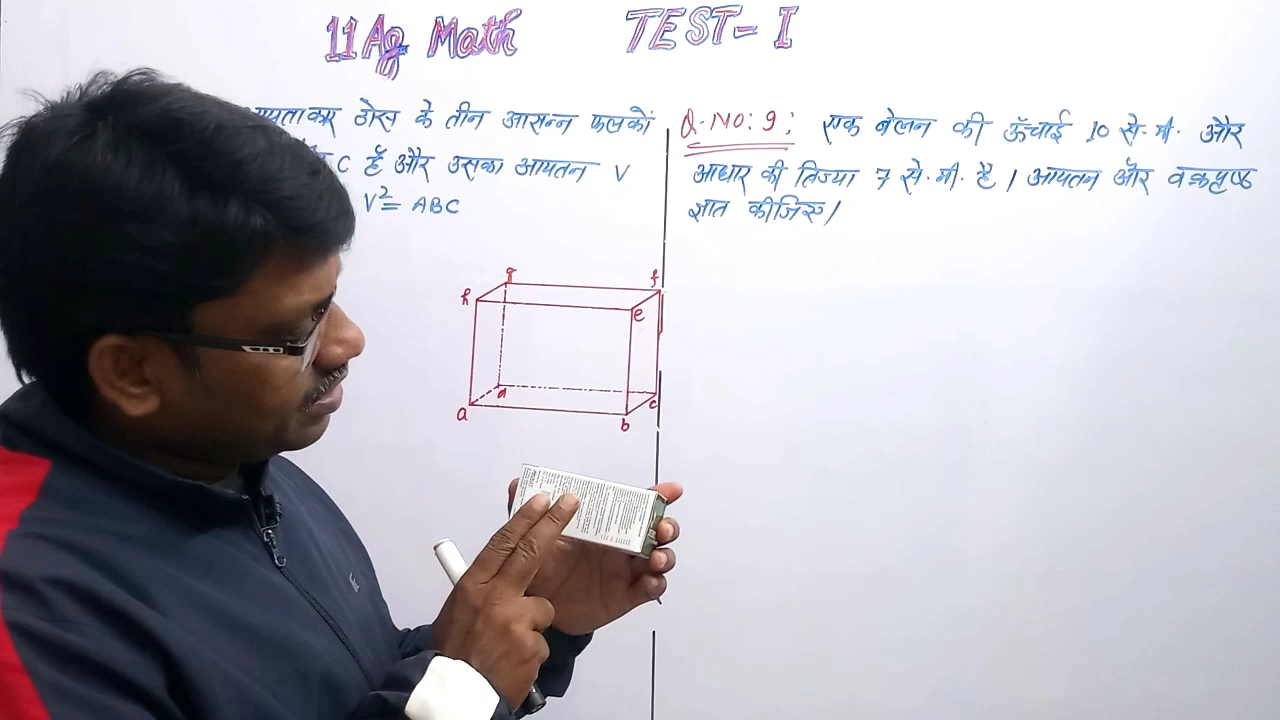 11Ag Math TEST-I
ठोस के तीन आसन्न फलकों
C हैं और उसका आयतन V
V² = ABC
Q.No: 9: एक बेलन की ऊँचाई 10 से.मी. और
आधार की त्रिज्या 7 से.मी. है। आयतन और वक्रपृष्ठ
ज्ञात कीजिए।
g f
h e
d c
a b